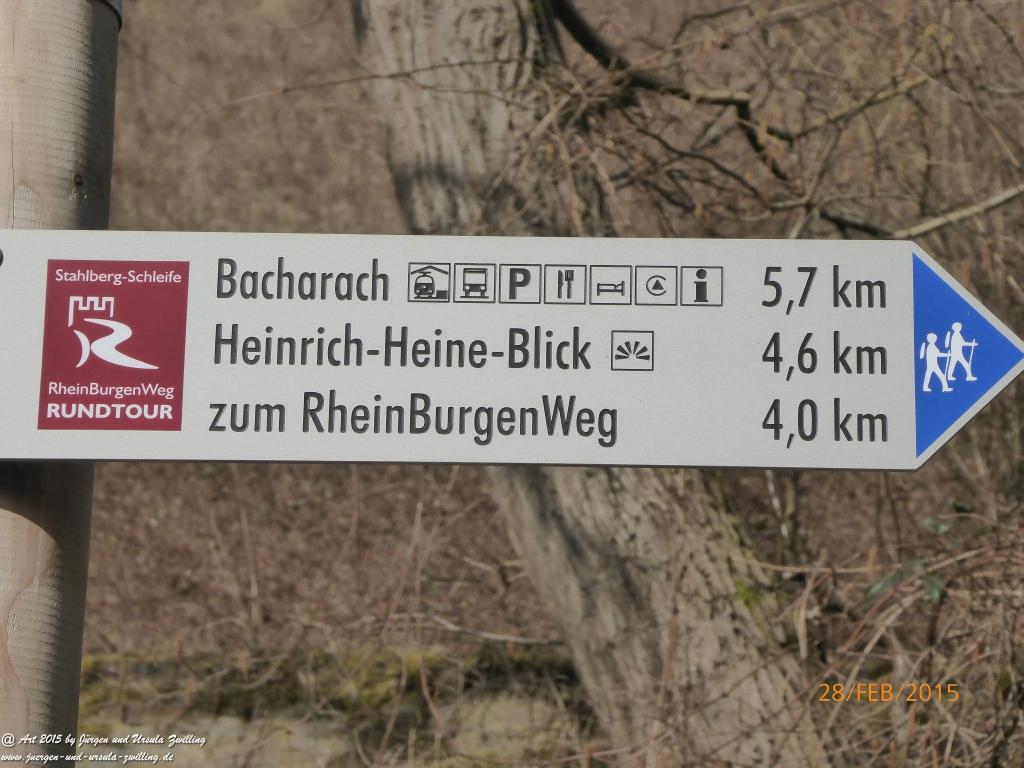 Stahlberg-Schleife
RheinBurgenWeg
RUNDTOUR
Bacharach P i 5,7 km
Heinrich-Heine-Blick 4,6 km
zum RheinBurgenWeg 4,0 km
28/FEB/2015
@ Art 2015 by Jürgen und Ursula Zwilling
www.juergen-und-ursula-zwilling.de